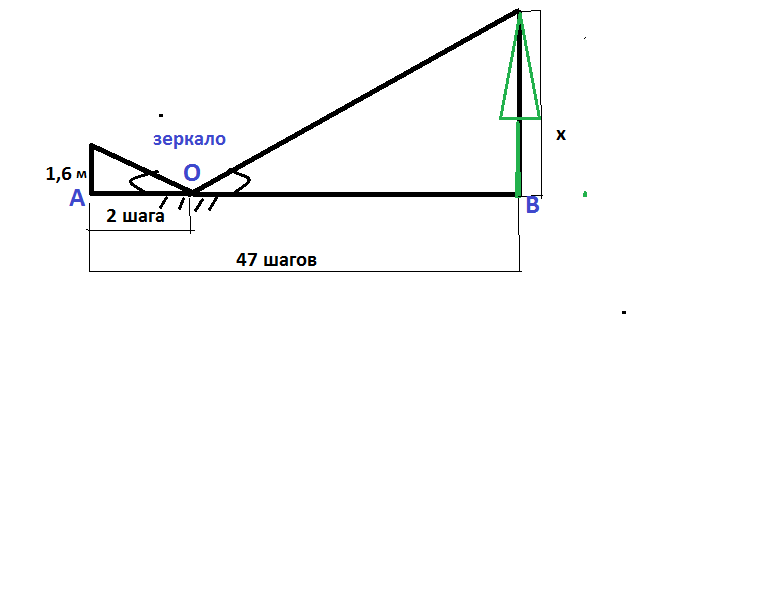 зеркало
1,6 м
O
A
B
x
2 шага
47 шагов